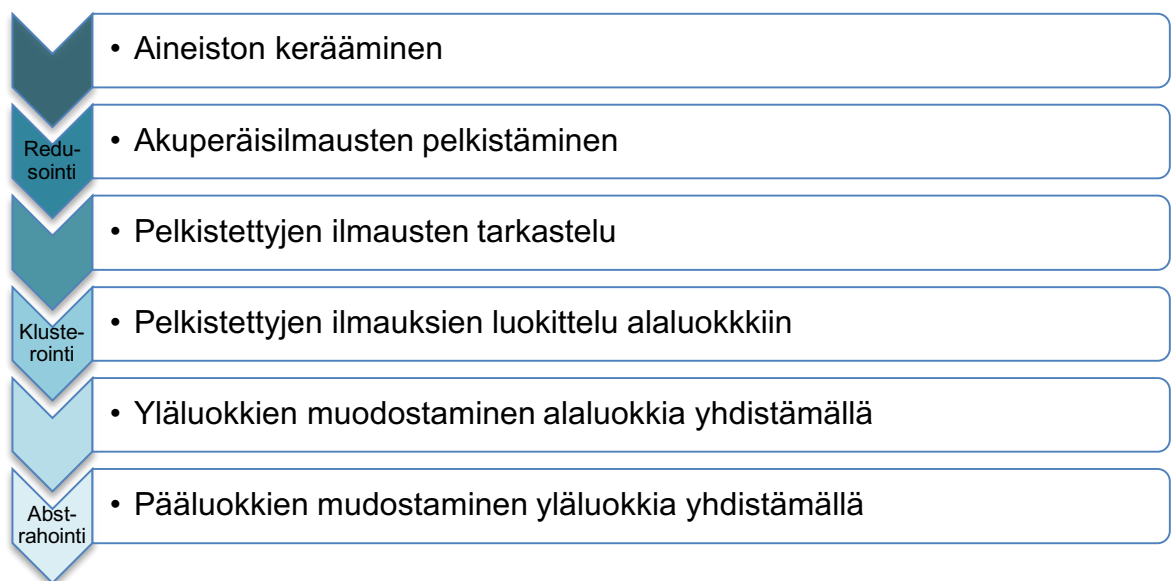 • Aineiston kerääminen
Redu-
sointi
• Akuperäisilmausten pelkistäminen
• Pelkistettyjen ilmausten tarkastelu
Kluste-
rointi
• Pelkistettyjen ilmauksien luokittelu alaluokkkiin
• Yläluokkien muodostaminen alaluokkia yhdistämällä
Abst-
rahointi
• Pääluokkien mudostaminen yläluokkia yhdistämällä